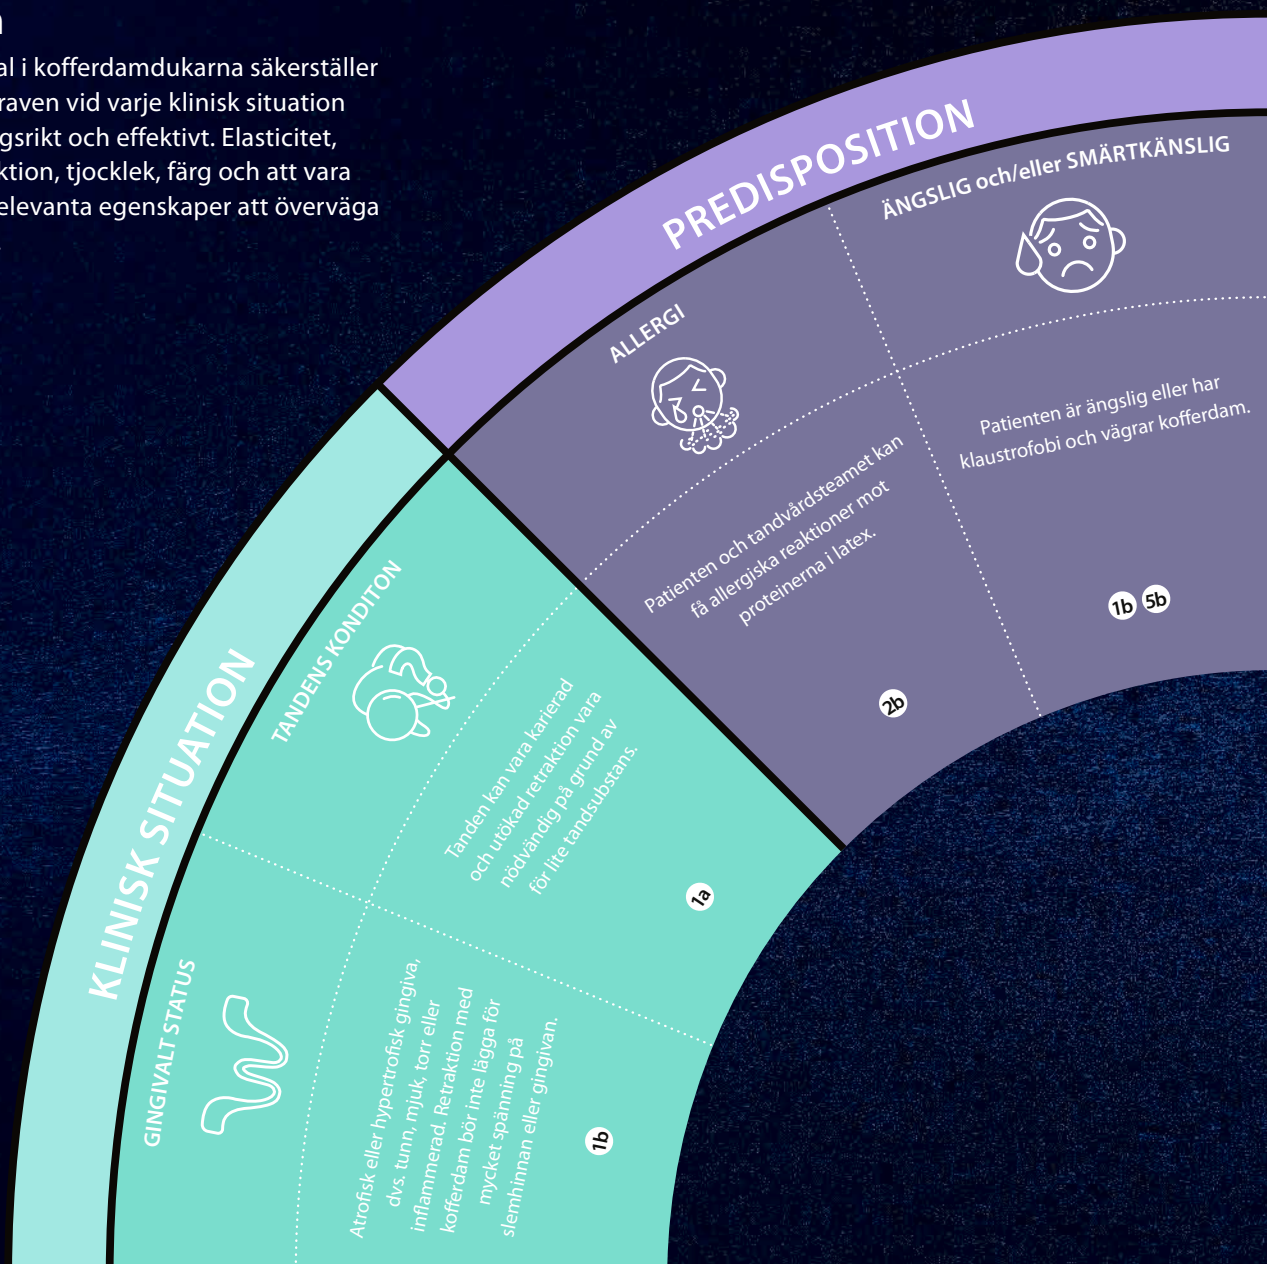 al i kofferdamdukarna säkerställer
raven vid varje klinisk situation
gsrikt och effektivt. Elasticitet,
ktion, tjocklek, färg och att vara
elevanta egenskaper att överväga
PREDISPOSITION
ÄNGSLIG och/eller SMÄRTKÄNSLIG
Patienten är ängslig eller har
klaustrofobi och vägrar kofferdam.
1b 5b
ALLERGI
Patienten och tandvårdsteamet kan
få allergiska reaktioner mot
proteinerna i latex.
2b
KLINISK SITUATION
TANDENS KONDITON
Tanden kan vara karierad
och utökad retraktion vara
nödvändig på grund av
för lite tandsubstans.
1a
GINGIVALT STATUS
Atrofisk eller hypertrofisk gingiva,
dvs. tunn, mjuk, torr eller
inflammerad. Retraktion med
kofferdam bör inte lägga för
mycket spänning på
slemhinnan eller gingivan.
1b